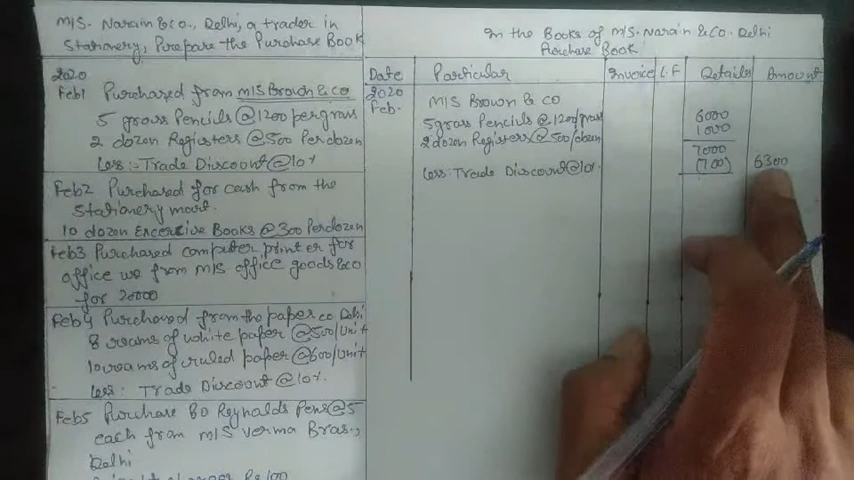 M/S. Narain & Co., Delhi, a trader in
Stationery, Prepare the Purchase Book
2020
Feb1 Purchased from M/S Brown & Co
5 gross Pencils @ 1200 per gross
2 dozen Registers @ 500 Per dozen
Less :- Trade Discount @ 10%
Feb2 Purchased for cash from the
Stationery mart.
10 dozen Excercive Books @ 300 Perdozen
Feb3 Purchased computer printer for
office use from M/S office goods & co
for 20000
Feb4 Purchased from the paper co Delhi
8 reams of white paper @ 500/Unit
10 reams of ruled paper @ 600/Unit
Less: Trade Discount @ 10%
Feb5 Purchase 80 Reynalds Pens @ 5
each from M/S Verma Bros.,
Delhi
In the Books of M/S. Narain & Co. Delhi
Purchase Book
Date Particular Invoice L.F Details Amount
2020
Feb. M/S Brown & Co
5 gross Pencils @ 1200/gross 6000
2 dozen Registers @ 500/dozen 1000
7000
Less: Trade Discount @ 10% (700) 6300